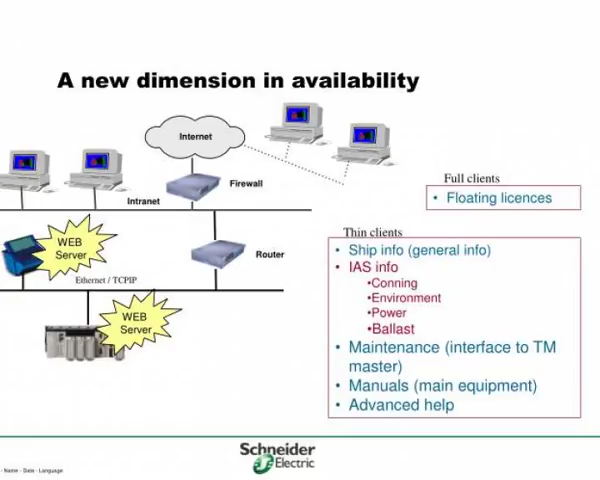 A new dimension in availability
Internet
Firewall
Intranet
Full clients
• Floating licences
WEB
Server
Router
Ethernet / TCPIP
WEB
Server
Thin clients
• Ship info (general info)
• IAS info
•Conning
•Environment
•Power
•Ballast
• Maintenance (interface to TM
master)
• Manuals (main equipment)
• Advanced help
Schneider
Electric
- Name - Date - Language